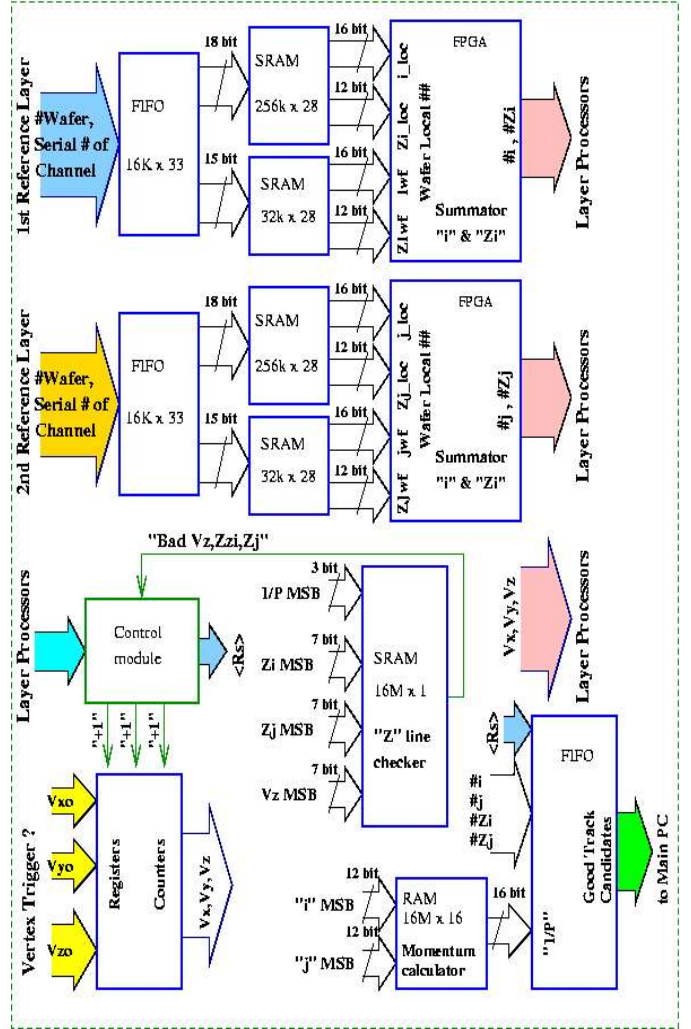 Vertex Trigger ?
Layer Processors
2nd Reference Layer
1st Reference Layer
Vzo
Vyo
Vxo
#Wafer,
Serial # of
Channel
#Wafer,
Serial # of
Channel
Registers
Counters
"+1"
"+1"
"+1"
Control
module
<Rs>
"Bad Vz,Zzi,Zj"
Vx,Vy,Vz
FIFO
16K x 33
15 bit
18 bit
SRAM
32k x 28
SRAM
256k x 28
12 bit
16 bit
12 bit
16 bit
Zjwf
jwf
Zj_loc
j_loc
Wafer Local ##
FPGA
Summator
"i" & "Zi"
#j , #Zj
Layer Processors
FIFO
16K x 33
15 bit
18 bit
SRAM
32k x 28
SRAM
256k x 28
12 bit
16 bit
12 bit
16 bit
Z1wf
1wf
Zi_loc
i_loc
Wafer Local ##
FPGA
Summator
"i" & "Zi"
#i , #Zi
Layer Processors
Vz MSB
Zj MSB
Zi MSB
1/P MSB
7 bit
7 bit
7 bit
3 bit
SRAM
16M x 1
"Z" line
checker
"j" MSB
"i" MSB
12 bit
12 bit
RAM
16M x 16
Momentum
calculator
16 bit
#i
#j
#Zi
#Zj
<Rs>
"1/P"
FIFO
Good Track
Candidates
to Main PC
Vx,Vy,Vz
Layer Processors